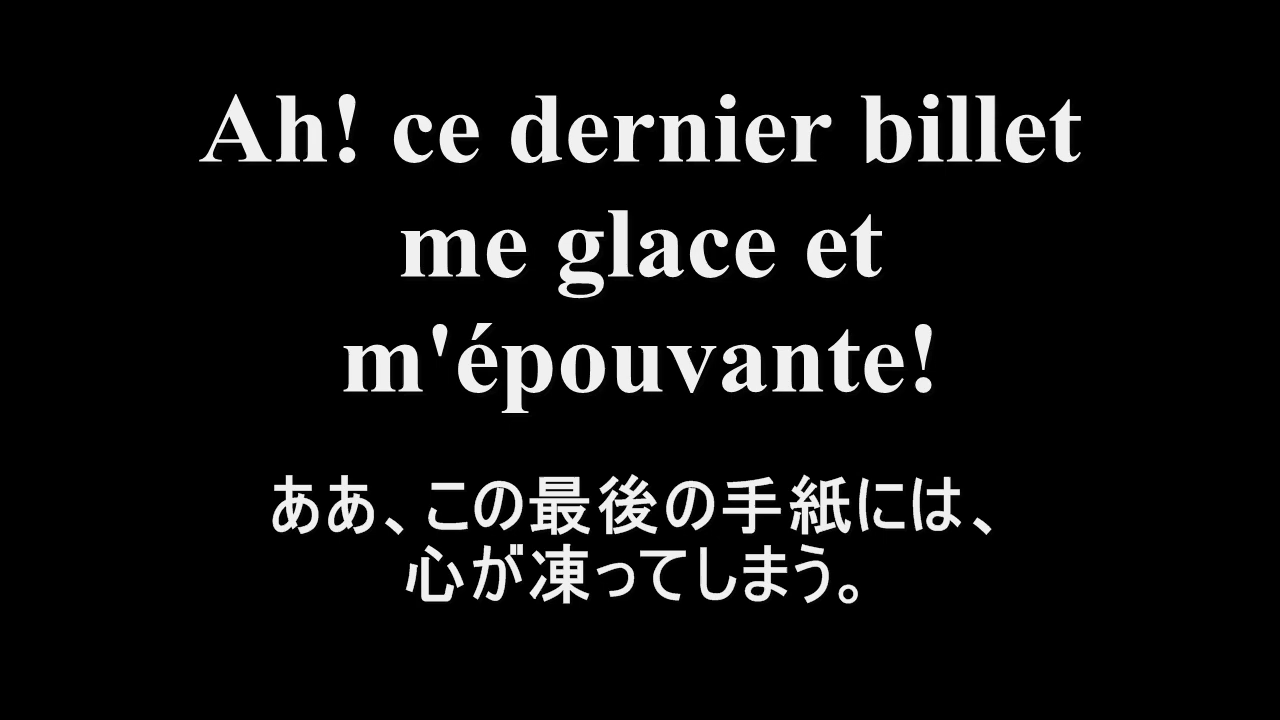 Ah! ce dernier billet
me glace et
m'épouvante!
ああ、この最後の手紙には、
心が凍ってしまう。